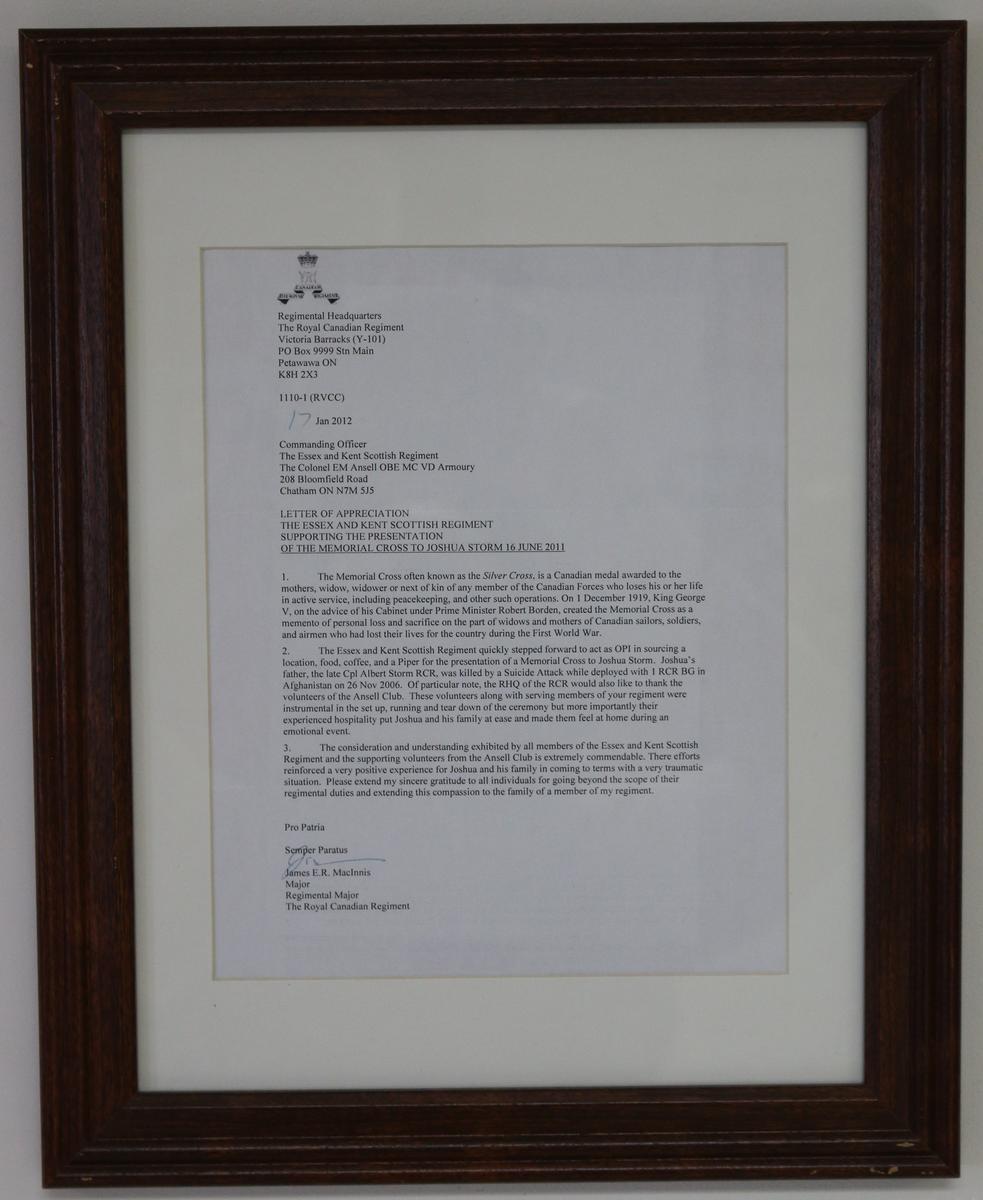 CANADIAN
THE ROYAL REGIMENT
Regimental Headquarters
The Royal Canadian Regiment
Victoria Barracks (Y-101)
PO Box 9999 Stn Main
Petawawa ON
K8H 2X3
1110-1 (RVCC)
17 Jan 2012
Commanding Officer
The Essex and Kent Scottish Regiment
The Colonel EM Ansell OBE MC VD Armoury
208 Bloomfield Road
Chatham ON N7M 5J5
LETTER OF APPRECIATION
THE ESSEX AND KENT SCOTTISH REGIMENT
SUPPORTING THE PRESENTATION
OF THE MEMORIAL CROSS TO JOSHUA STORM 16 JUNE 2011
1. The Memorial Cross often known as the Silver Cross, is a Canadian medal awarded to the
mothers, widow, widower or next of kin of any member of the Canadian Forces who loses his or her life
in active service, including peacekeeping, and other such operations. On 1 December 1919, King George
V, on the advice of his Cabinet under Prime Minister Robert Borden, created the Memorial Cross as a
memento of personal loss and sacrifice on the part of widows and mothers of Canadian sailors, soldiers,
and airmen who had lost their lives for the country during the First World War.
2. The Essex and Kent Scottish Regiment quickly stepped forward to act as OPI in sourcing a
location, food, coffee, and a Piper for the presentation of a Memorial Cross to Joshua Storm. Joshua's
father, the late Cpl Albert Storm RCR, was killed by a Suicide Attack while deployed with 1 RCR BG in
Afghanistan on 26 Nov 2006. Of particular note, the RHQ of the RCR would also like to thank the
volunteers of the Ansell Club. These volunteers along with serving members of your regiment were
instrumental in the set up, running and tear down of the ceremony but more importantly their
experienced hospitality put Joshua and his family at ease and made them feel at home during an
emotional event.
3. The consideration and understanding exhibited by all members of the Essex and Kent Scottish
Regiment and the supporting volunteers from the Ansell Club is extremely commendable. There efforts
reinforced a very positive experience for Joshua and his family in coming to terms with a very traumatic
situation. Please extend my sincere gratitude to all individuals for going beyond the scope of their
regimental duties and extending this compassion to the family of a member of my regiment.
Pro Patria
Semper Paratus
James E.R. MacInnis
Major
Regimental Major
The Royal Canadian Regiment